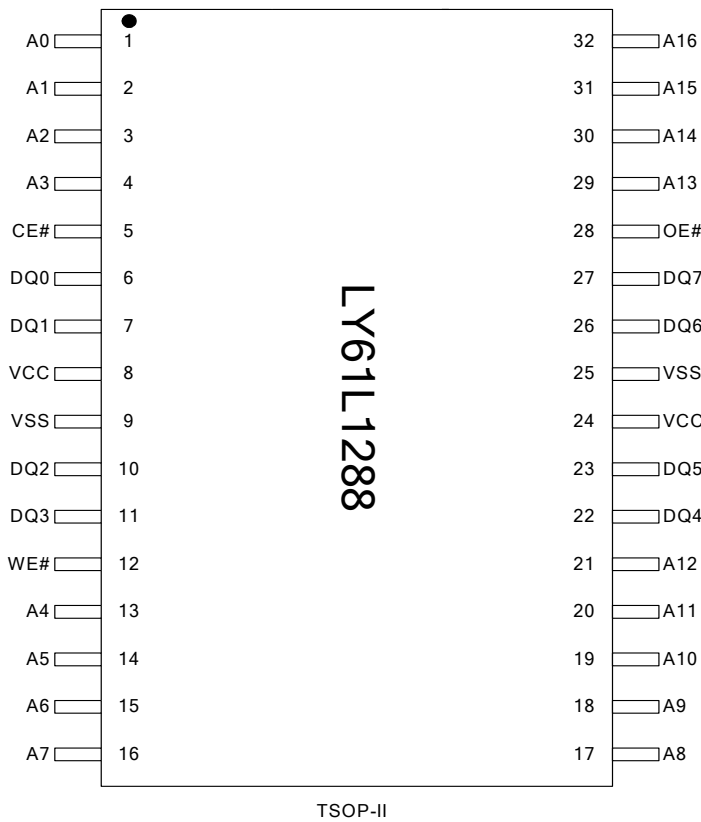 A0 1 32 A16
A1 2 31 A15
A2 3 30 A14
A3 4 29 A13
CE# 5 28 OE#
DQ0 6 27 DQ7
DQ1 7 26 DQ6
VCC 8 25 VSS
VSS 9 24 VCC
DQ2 10 23 DQ5
DQ3 11 22 DQ4
WE# 12 21 A12
A4 13 20 A11
A5 14 19 A10
A6 15 18 A9
A7 16 17 A8
LY61L1288
TSOP-II